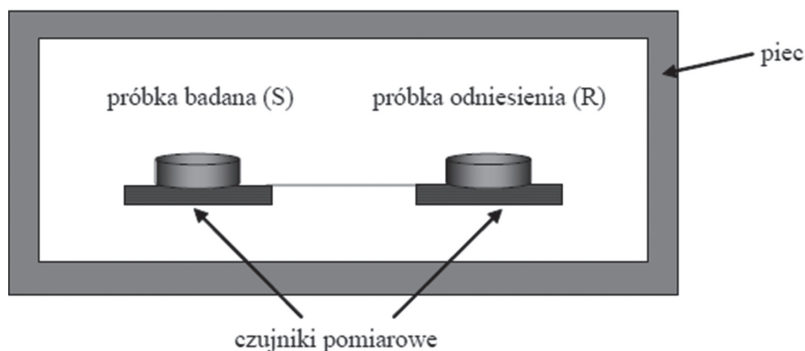 piec
próbka badana (S)
próbka odniesienia (R)
czujniki pomiarowe